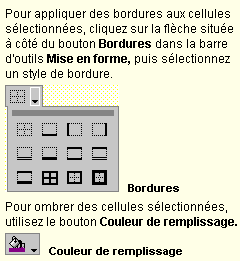 Pour appliquer des bordures aux cellules
sélectionnées, cliquez sur la flèche située
à côté du bouton Bordures dans la barre
d'outils Mise en forme, puis sélectionnez
un style de bordure.
Bordures
Pour ombrer des cellules sélectionnées,
utilisez le bouton Couleur de remplissage.
Couleur de remplissage